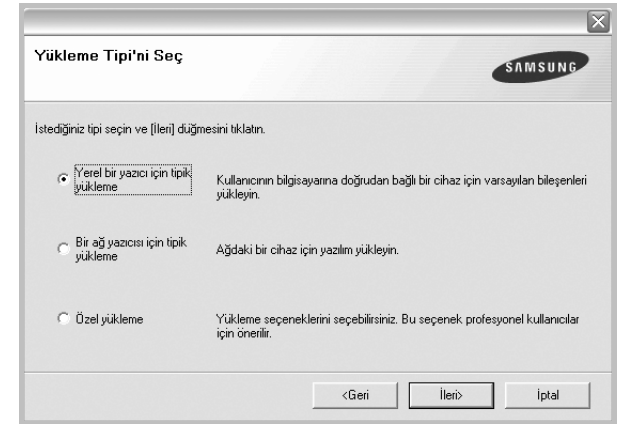 Yükleme Tipi'ni Seç
SAMSUNG
İstediğiniz tipi seçin ve [İleri] düğmesini tıklatın.
Yerel bir yazıcı için tipik
yükleme
Kullanıcının bilgisayarına doğrudan bağlı bir cihaz için varsayılan bileşenleri
yükleyin.
Bir ağ yazıcısı için tipik
yükleme
Ağdaki bir cihaz için yazılım yükleyin.
Özel yükleme
Yükleme seçeneklerini seçebilirsiniz. Bu seçenek profesyonel kullanıcılar
için önerilir.
<Geri
İleri>
İptal